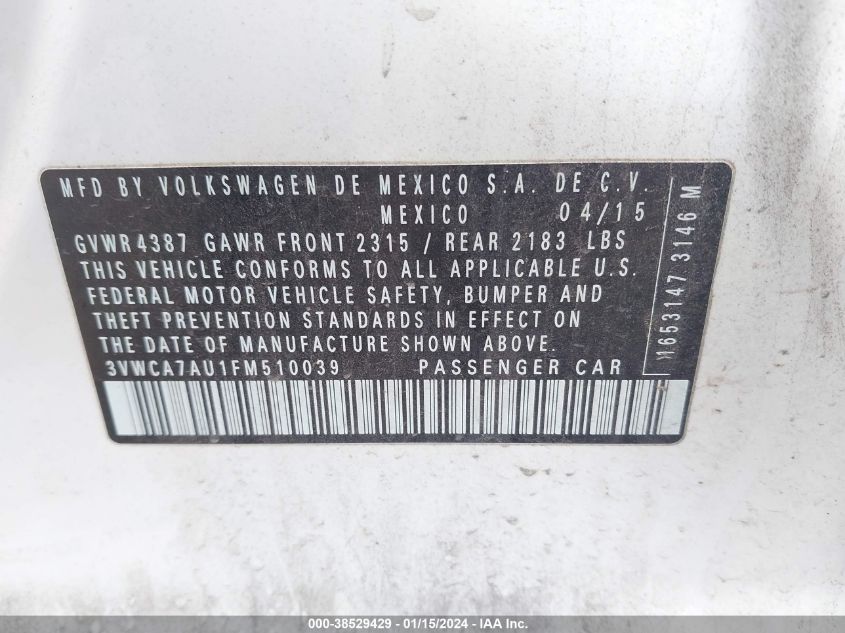 MFD BY VOLKSWAGEN DE MEXICO S.A. DE C.V.
MEXICO 04/15
GVWR 4387 GAWR FRONT 2315 / REAR 2183 LBS
THIS VEHICLE CONFORMS TO ALL APPLICABLE U.S.
FEDERAL MOTOR VEHICLE SAFETY, BUMPER AND
THEFT PREVENTION STANDARDS IN EFFECT ON
THE DATE OF MANUFACTURE SHOWN ABOVE.
3VWCA7AU1FM510039 PASSENGER CAR
1653147 3146 M
000-38529429 - 01/15/2024 - IAA Inc.